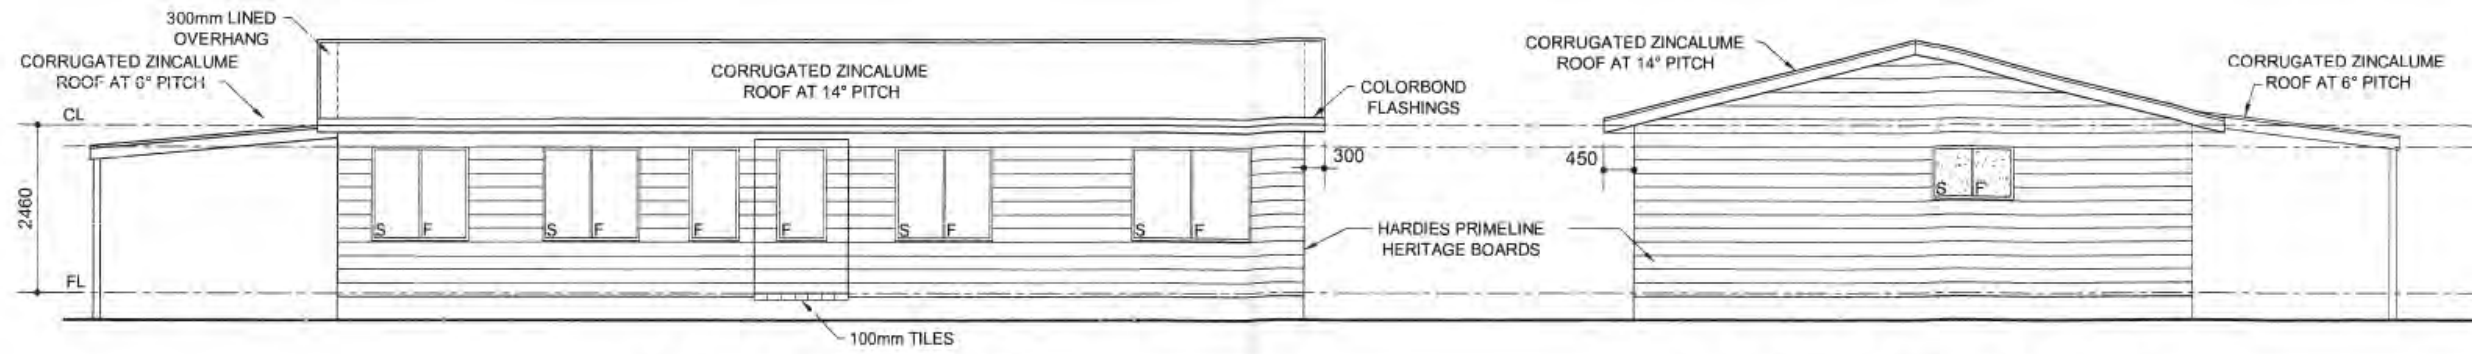 300mm LINED
OVERHANG
CORRUGATED ZINCALUME
ROOF AT 6° PITCH
CL
2460
FL
CORRUGATED ZINCALUME
ROOF AT 14° PITCH
COLORBOND
FLASHINGS
300
S
F
S
F
F
F
S
F
S
F
100mm TILES
HARDIES PRIMELINE
HERITAGE BOARDS
CORRUGATED ZINCALUME
ROOF AT 14° PITCH
CORRUGATED ZINCALUME
ROOF AT 6° PITCH
450
S
F